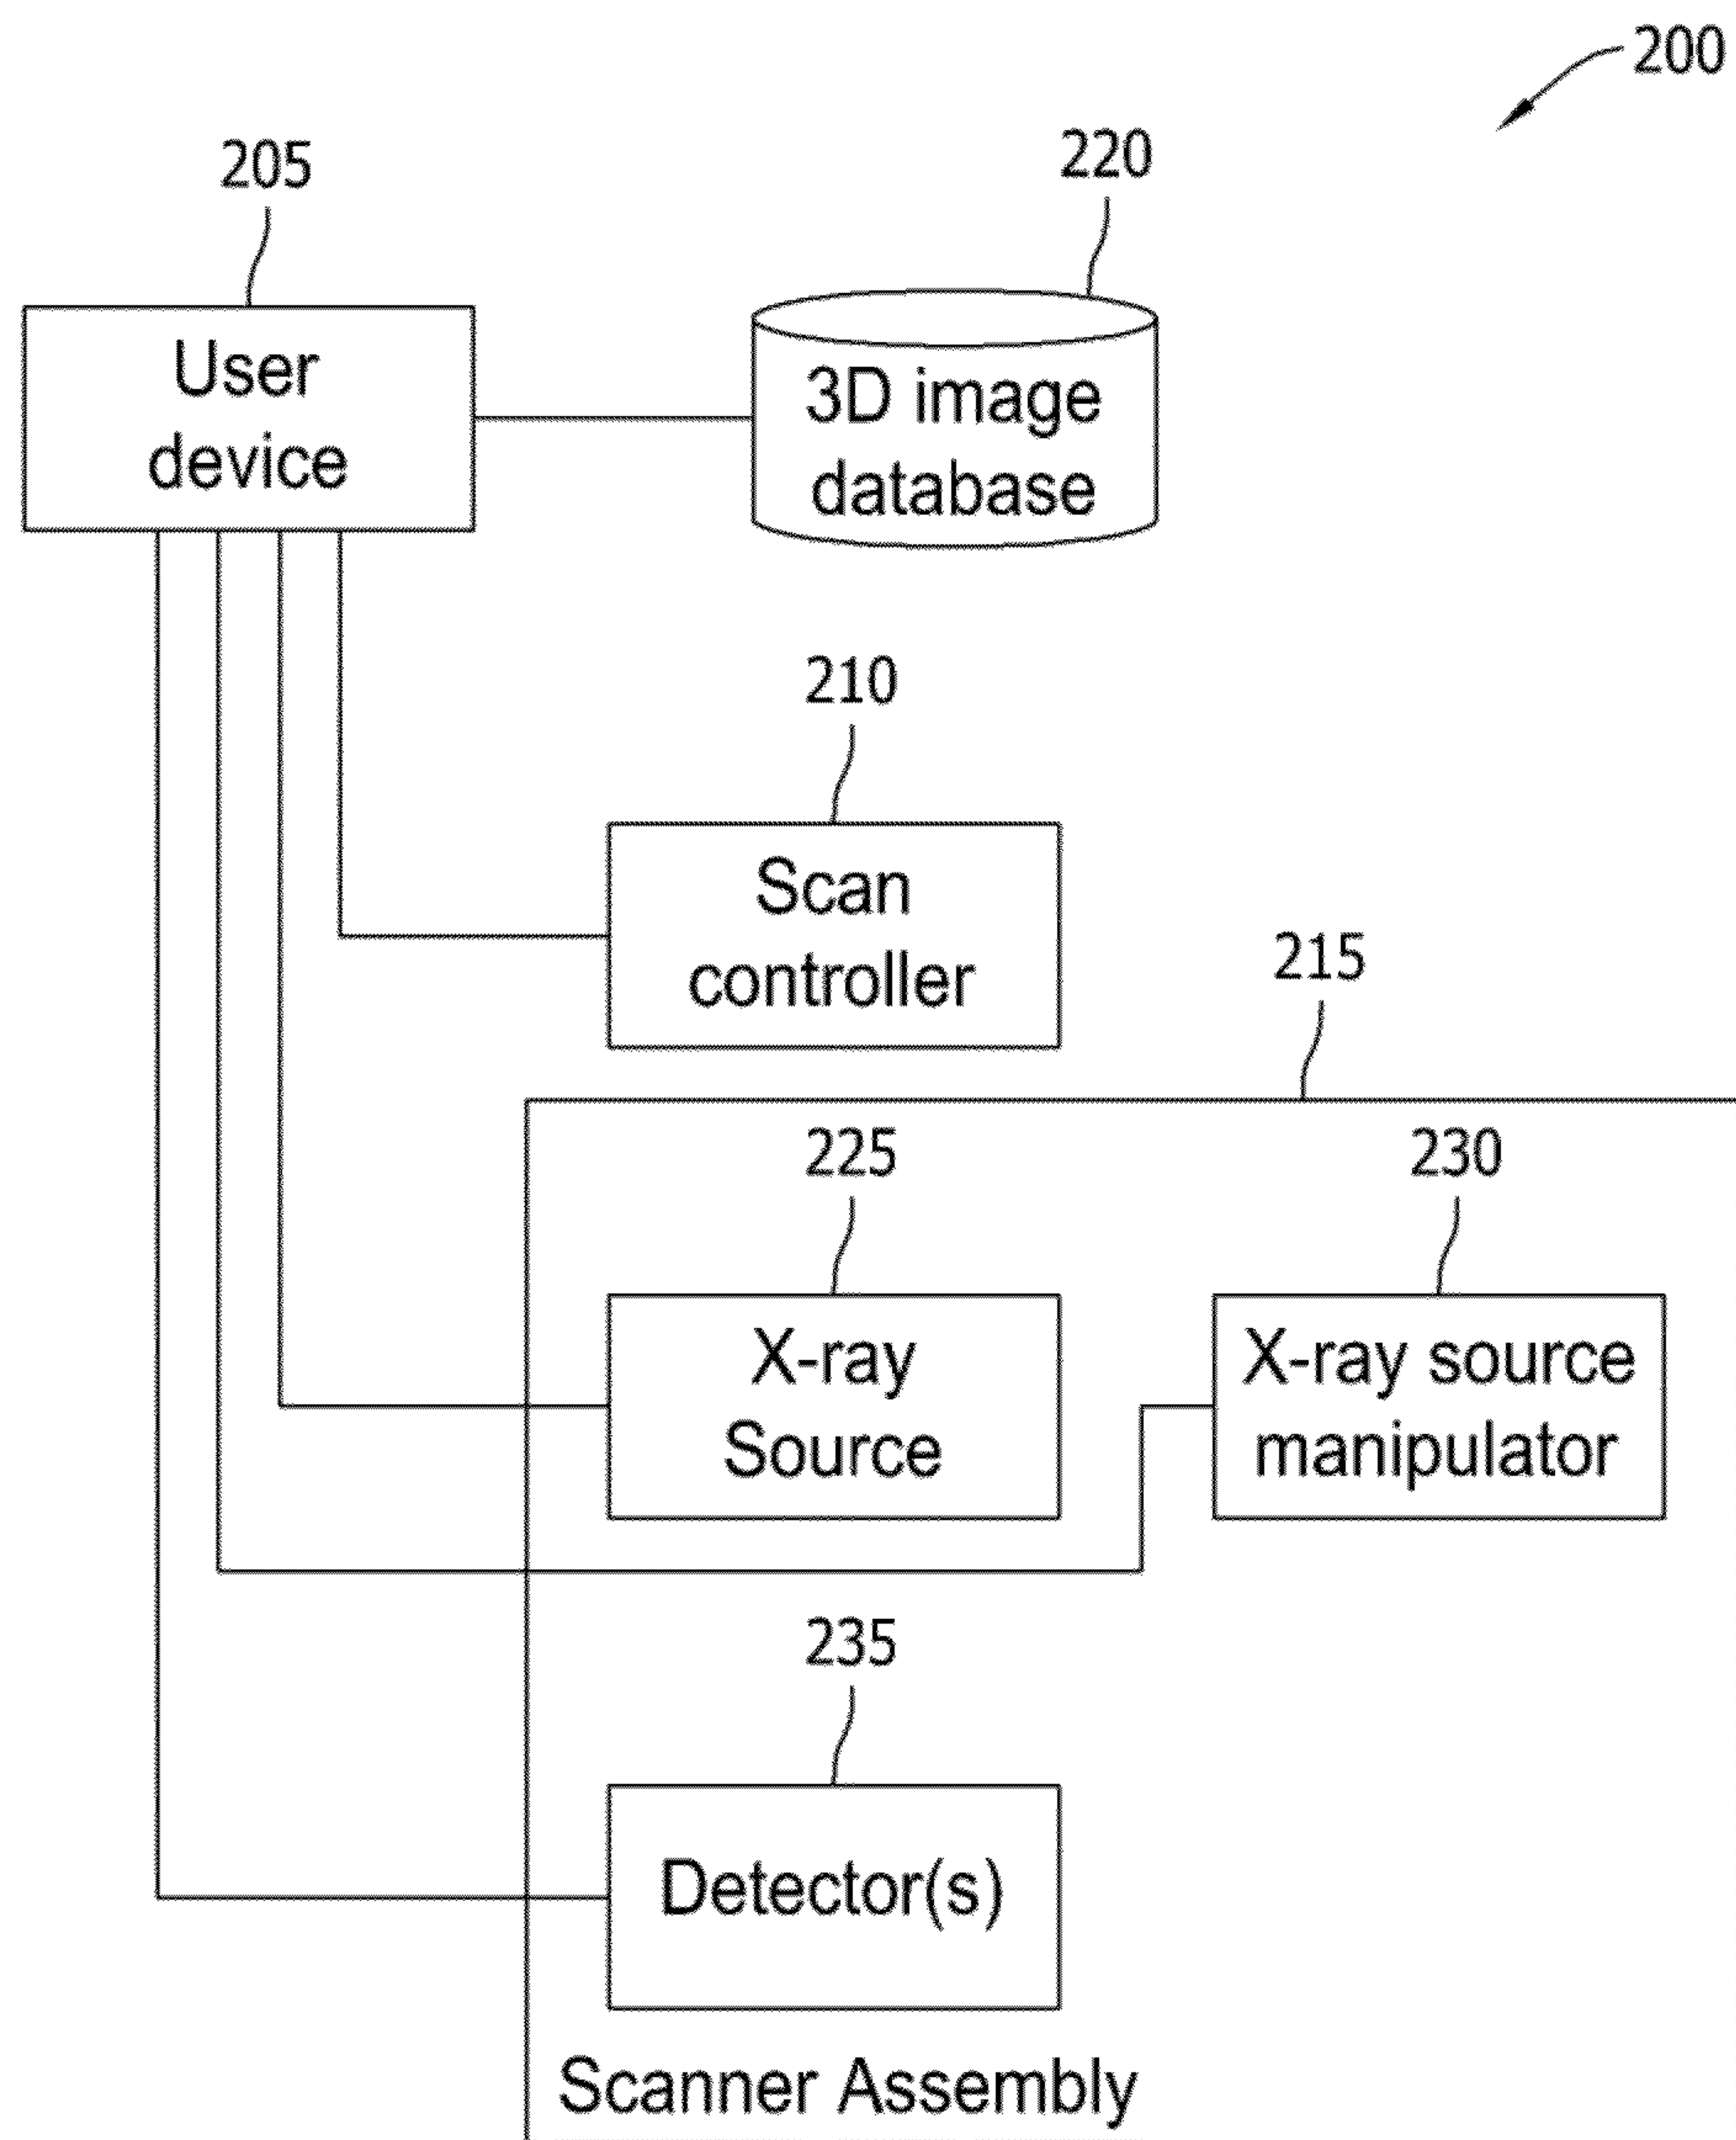 200
205
220
User
device
3D image
database
210
Scan
controller
215
225
230
X-ray
Source
X-ray source
manipulator
235
Detector(s)
Scanner Assembly